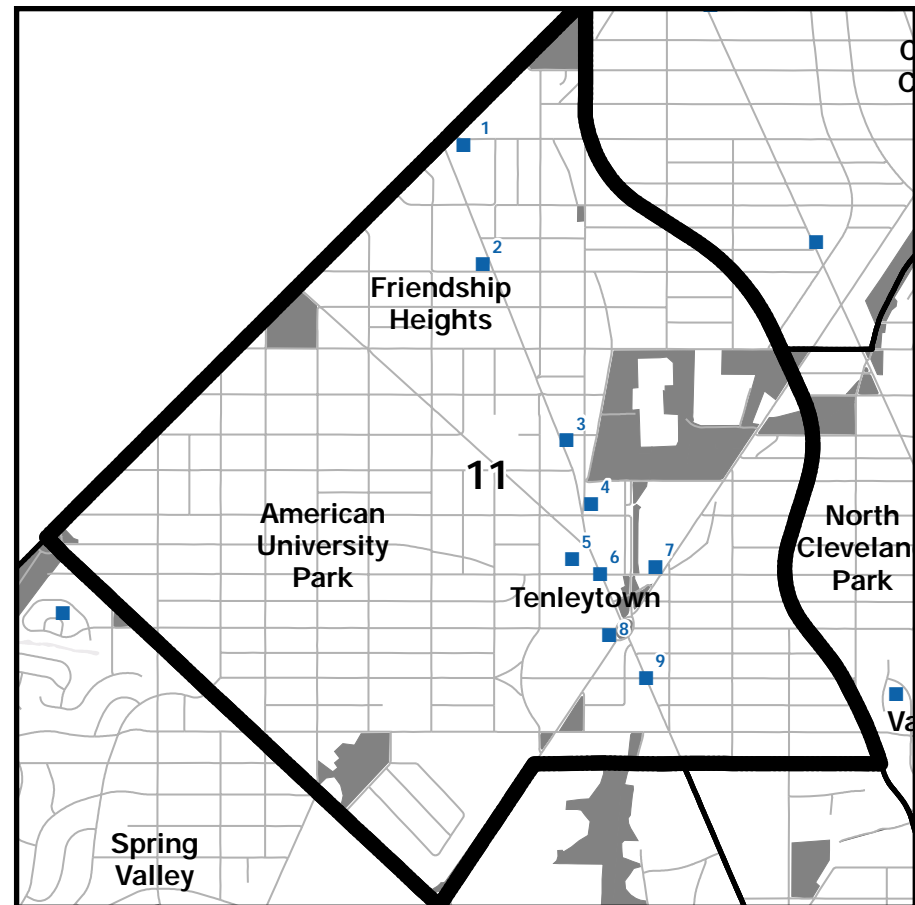 C
C
1
2
Friendship
Heights
3
11
4
American
University
Park
North
Clevelan
Park
5
6
7
Tenleytown
8
9
Va
Spring
Valley